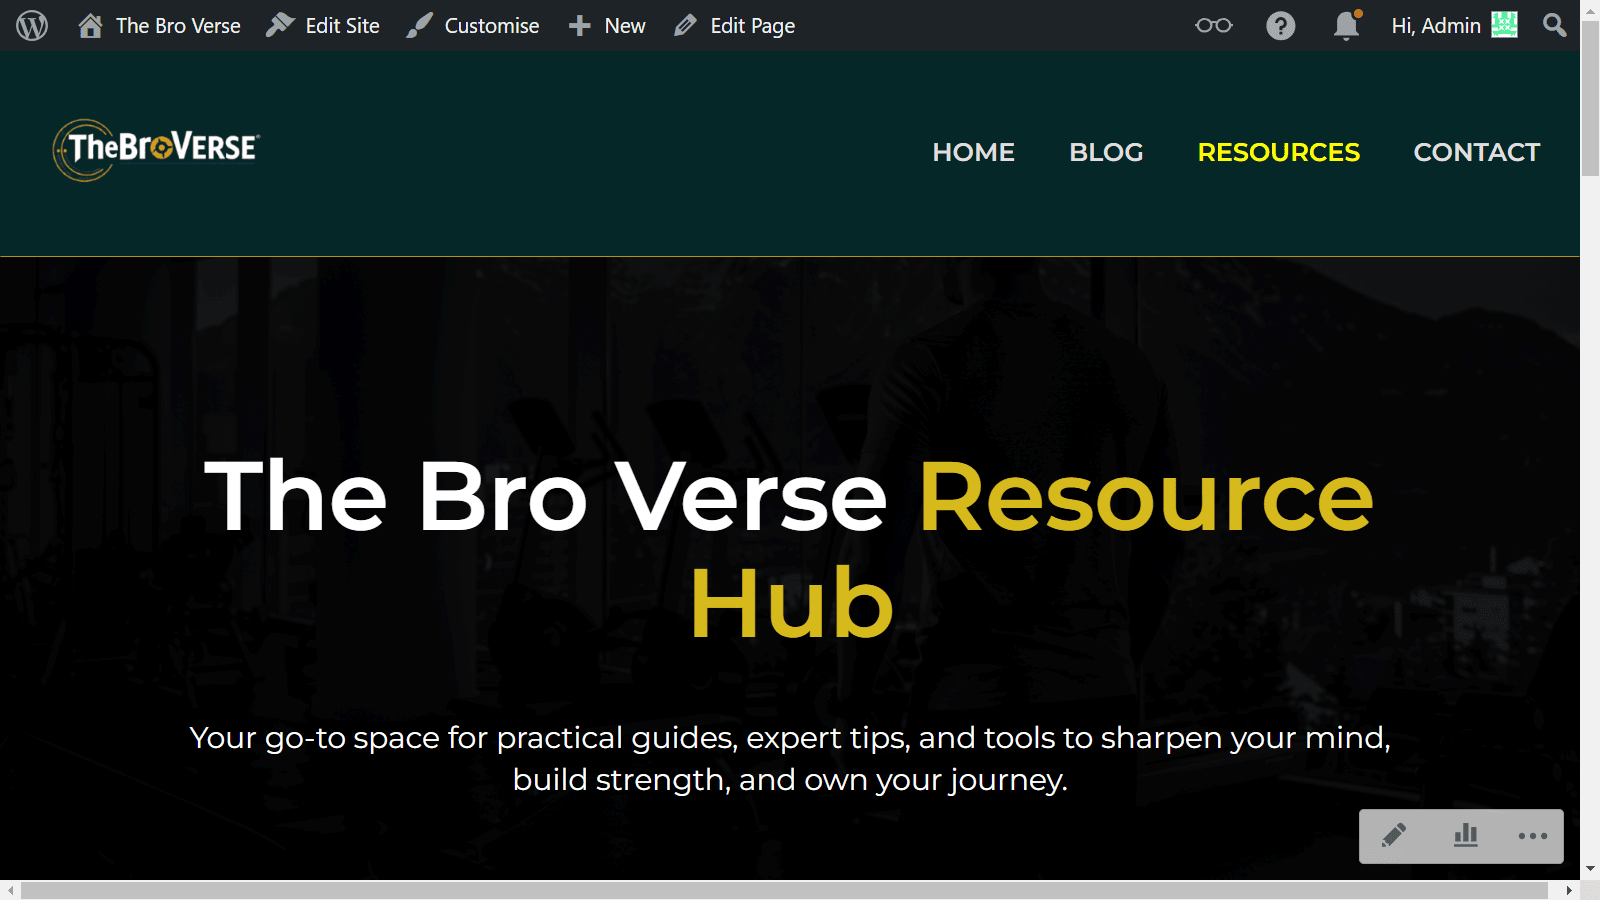 The Bro Verse Edit Site Customise New Edit Page Hi, Admin
TheBroVERSE
HOME BLOG RESOURCES CONTACT
The Bro Verse Resource
Hub
Your go-to space for practical guides, expert tips, and tools to sharpen your mind,
build strength, and own your journey.